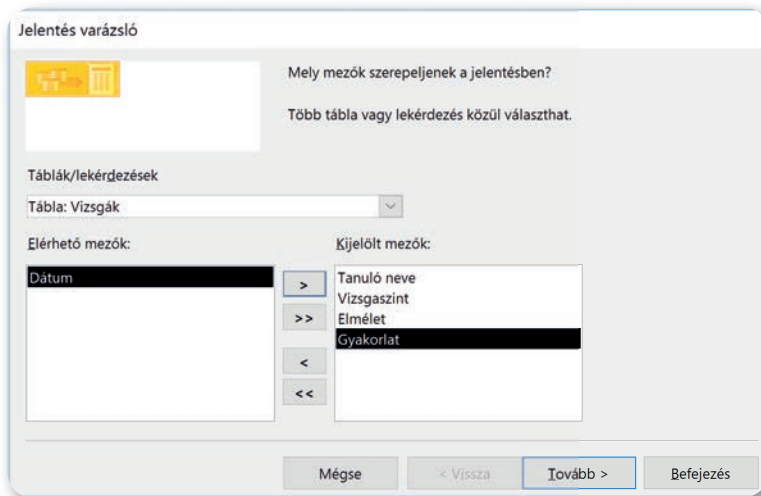 Jelentés varázsló
Mely mezők szerepeljenek a jelentésben?
Több tábla vagy lekérdezés közül választhat.
Táblák/lekérdezések
Tábla: Vizsgák
Elérhető mezők:
Kijelölt mezők:
Dátum
>
>>
<
<<
Tanuló neve
Vizsgaszint
Elmélet
Gyakorlat
Mégse
< Vissza
Tovább >
Befejezés